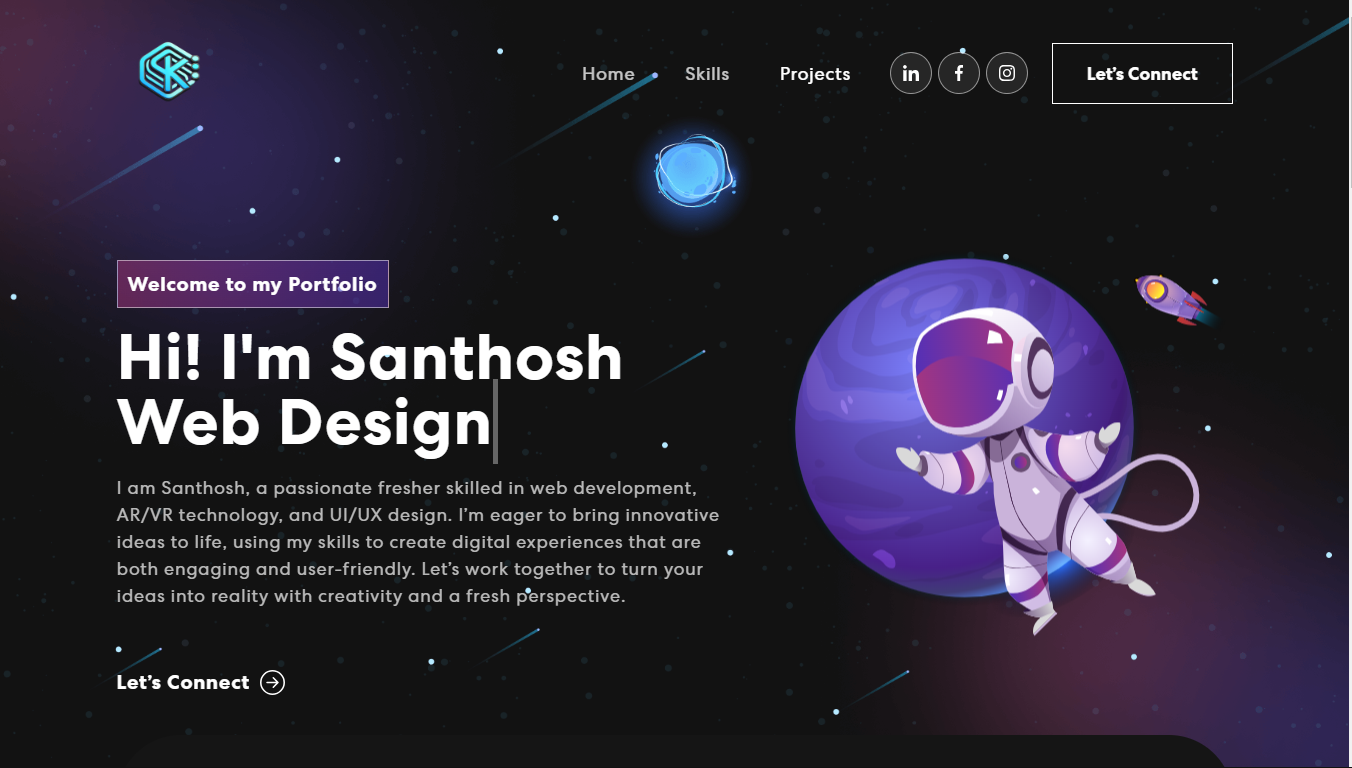 SK
Home Skills Projects in f Let's Connect
Welcome to my Portfolio
Hi! I'm Santhosh
Web Design
I am Santhosh, a passionate fresher skilled in web development,
AR/VR technology, and UI/UX design. I’m eager to bring innovative
ideas to life, using my skills to create digital experiences that are
both engaging and user-friendly. Let’s work together to turn your
ideas into reality with creativity and a fresh perspective.
Let’s Connect